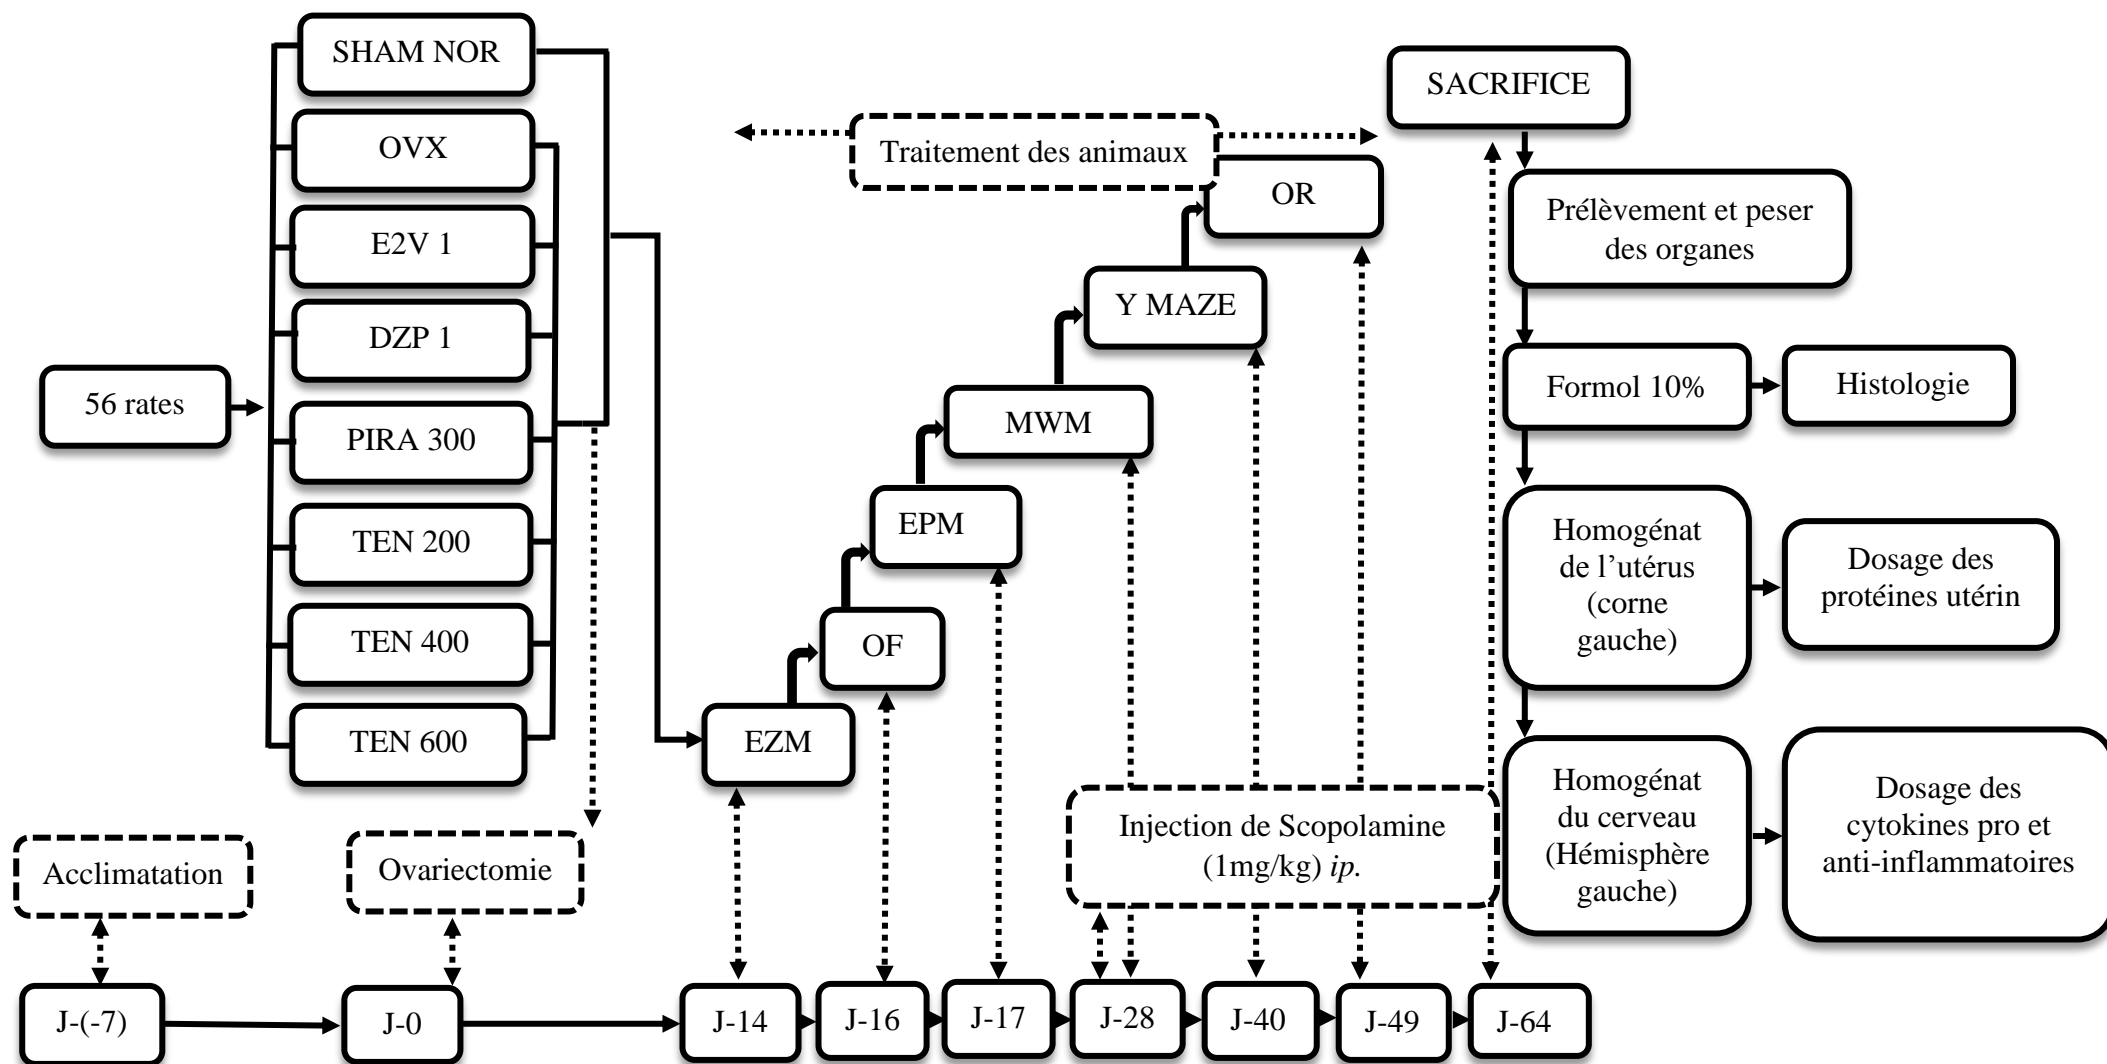 SHAM NOR
OVX
E2V 1
DZP 1
56 rates
PIRA 300
TEN 200
TEN 400
TEN 600
Acclimatation
Ovariectomie
Traitement des animaux
OR
Y MAZE
MWM
EPM
OF
EZM
Injection de Scopolamine
(1mg/kg) ip.
SACRIFICE
Prélèvement et peser
des organes
Formol 10%
Histologie
Homogénat
de l’utérus
(corne
gauche)
Dosage des
protéines utérin
Homogénat
du cerveau
(Hémisphère
gauche)
Dosage des
cytokines pro et
anti-inflammatoires
J-(-7)
J-0
J-14
J-16
J-17
J-28
J-40
J-49
J-64